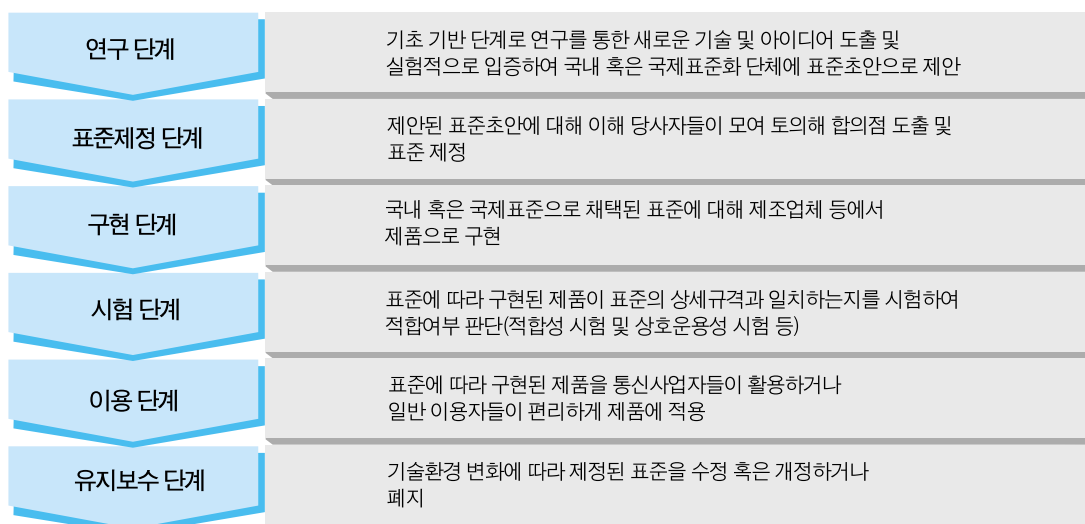 연구 단계
기초 기반 단계로 연구를 통한 새로운 기술 및 아이디어 도출 및
실험적으로 입증하여 국내 혹은 국제표준화 단체에 표준초안으로 제안
표준제정 단계
제안된 표준초안에 대해 이해 당사자들이 모여 토의해 합의점 도출 및
표준 제정
구현 단계
국내 혹은 국제표준으로 채택된 표준에 대해 제조업체 등에서
제품으로 구현
시험 단계
표준에 따라 구현된 제품이 표준의 상세규격과 일치하는지를 시험하여
적합여부 판단(적합성 시험 및 상호운용성 시험 등)
이용 단계
표준에 따라 구현된 제품을 통신사업자들이 활용하거나
일반 이용자들이 편리하게 제품에 적용
유지보수 단계
기술환경 변화에 따라 제정된 표준을 수정 혹은 개정하거나
폐지